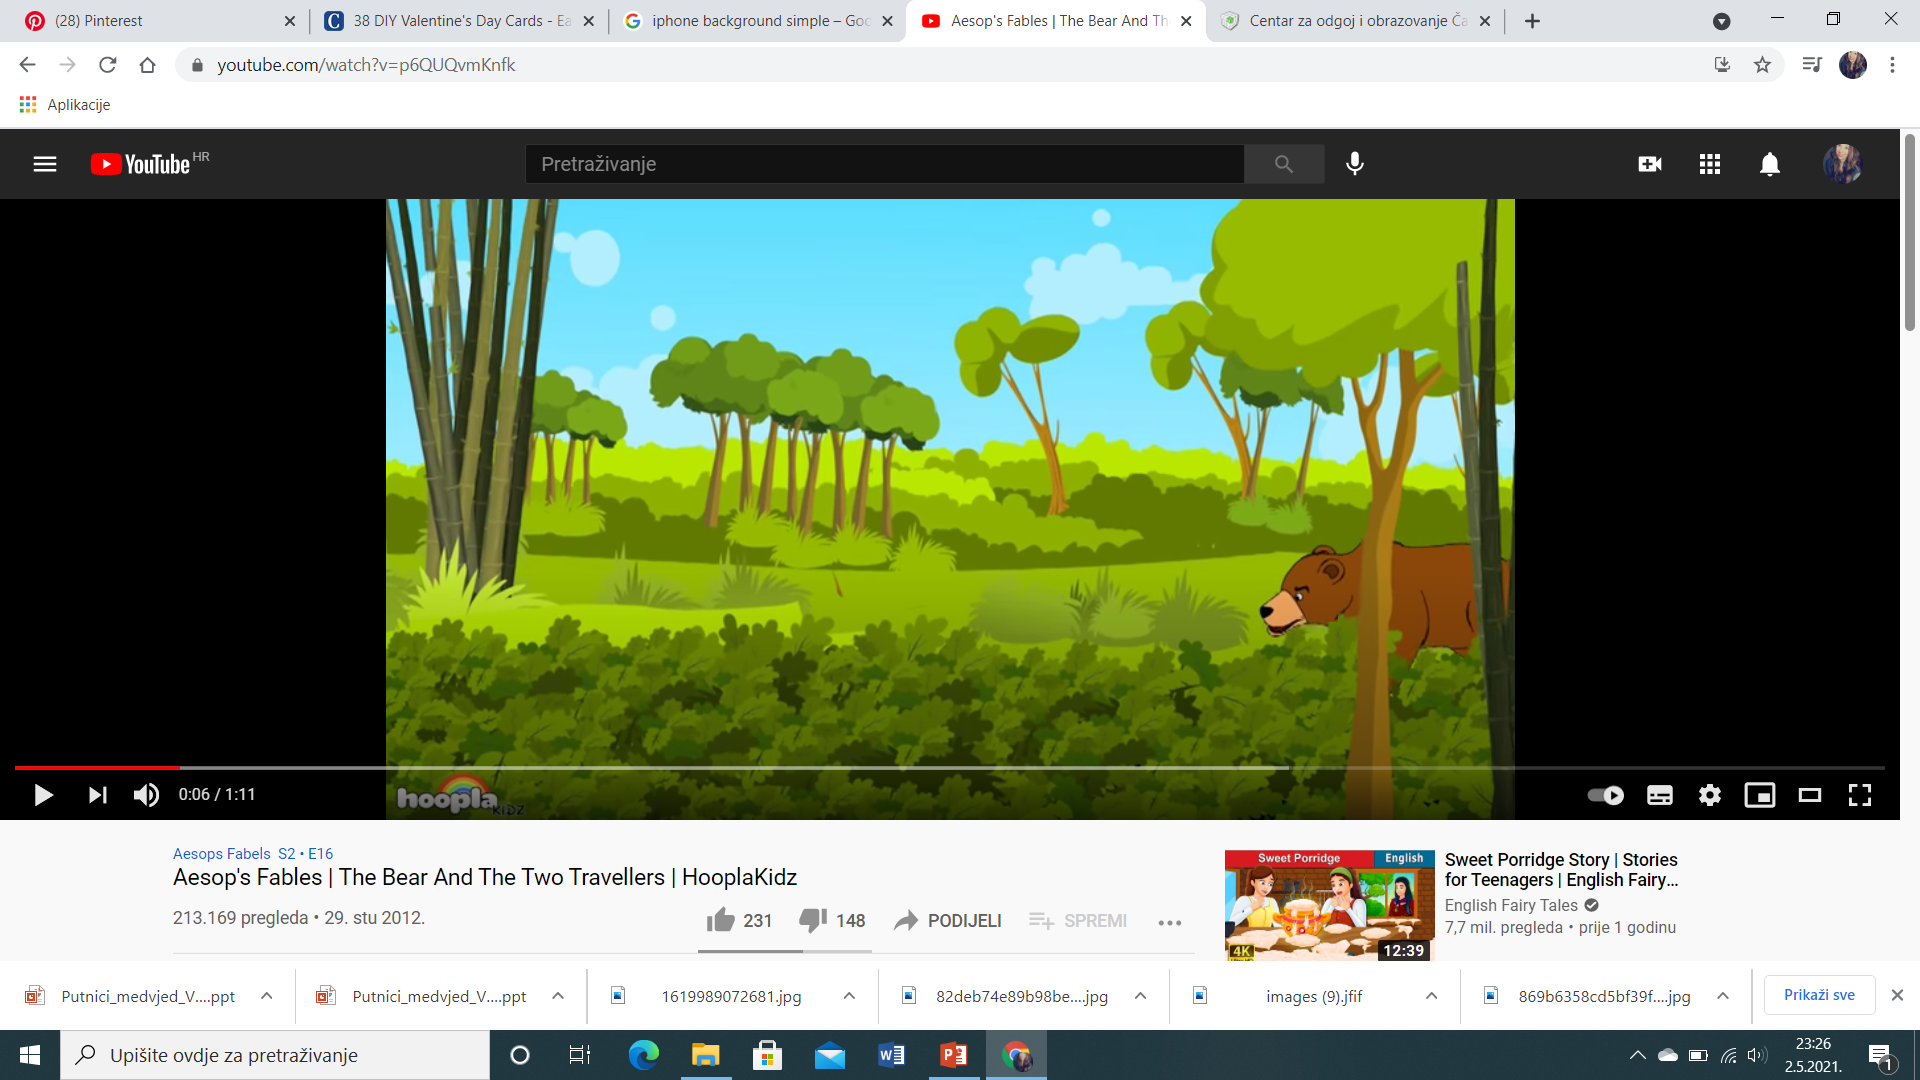 (28) Pinterest
38 DIY Valentine's Day Cards - Ea
iphone background simple – Goo
Aesop's Fables | The Bear And Th
Centar za odgoj i obrazovanje Ča
youtube.com/watch?v=p6QUQvmKnfk
Aplikacije
YouTube HR
Pretraživanje
hoopla KIDZ
0:06 / 1:11
Aesops Fabels S2 • E16
Aesop's Fables | The Bear And The Two Travellers | HooplaKidz
213.169 pregleda • 29. stu 2012.
231
148
PODIJELI
SPREMI
Sweet Porridge
English
4K
12:39
Sweet Porridge Story | Stories
for Teenagers | English Fairy...
English Fairy Tales
7,7 mil. pregleda • prije 1 godinu
Putnici_medvjed_V....ppt
Putnici_medvjed_V....ppt
1619989072681.jpg
82deb74e89b98be....jpg
images (9).jfif
869b6358cd5bf39f....jpg
Prikaži sve
Upišite ovdje za pretraživanje
23:26
2.5.2021.
1